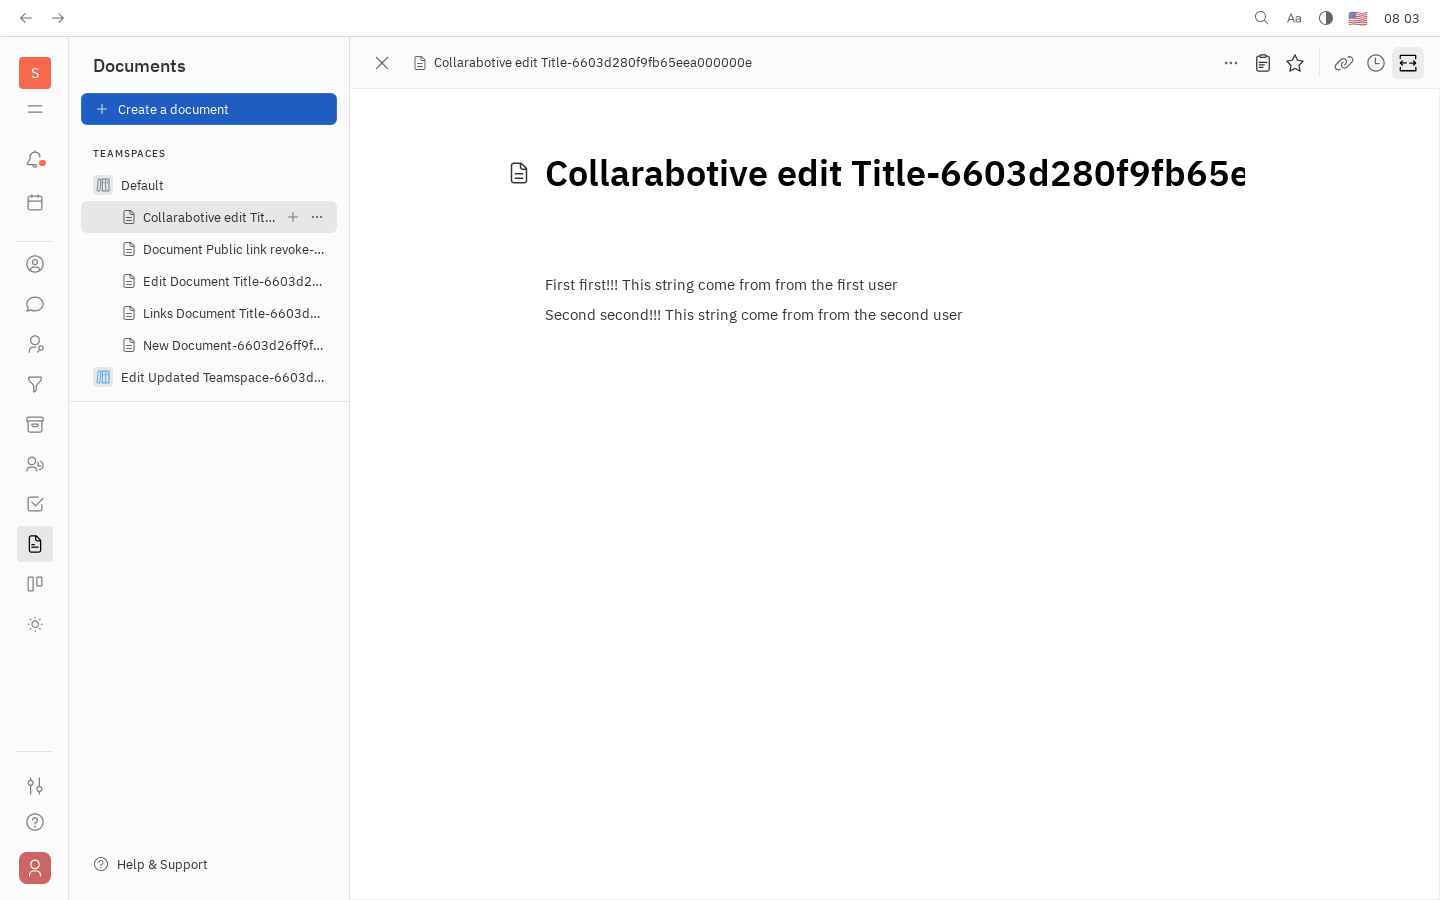 Aa
08 03
S
Documents
Create a document
TEAMSPACES
Default
Collarabotive edit Tit...
Document Public link revoke-...
Edit Document Title-6603d2...
Links Document Title-6603d...
New Document-6603d26ff9f...
Edit Updated Teamspace-6603d...
Help & Support
Collarabotive edit Title-6603d280f9fb65eea000000e
Collarabotive edit Title-6603d280f9fb65e
First first!!! This string come from from the first user
Second second!!! This string come from from the second user